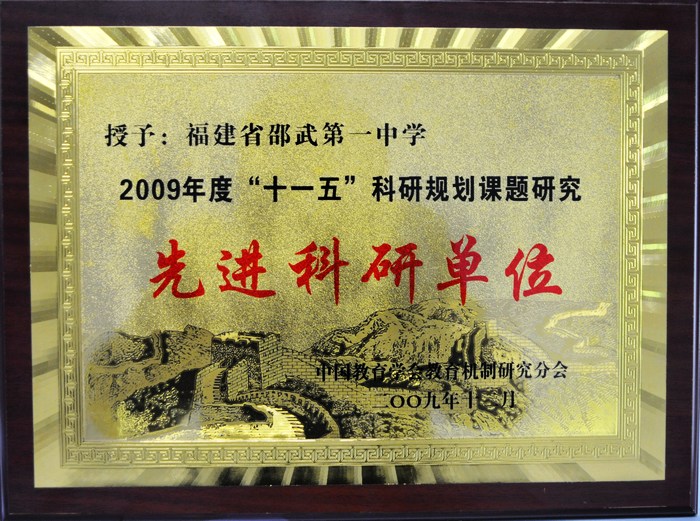 授予：福建省邵武第一中学
2009年度“十一五”科研规划课题研究
先进科研单位
中国教育学会教育机制研究分会
二〇〇九年十二月